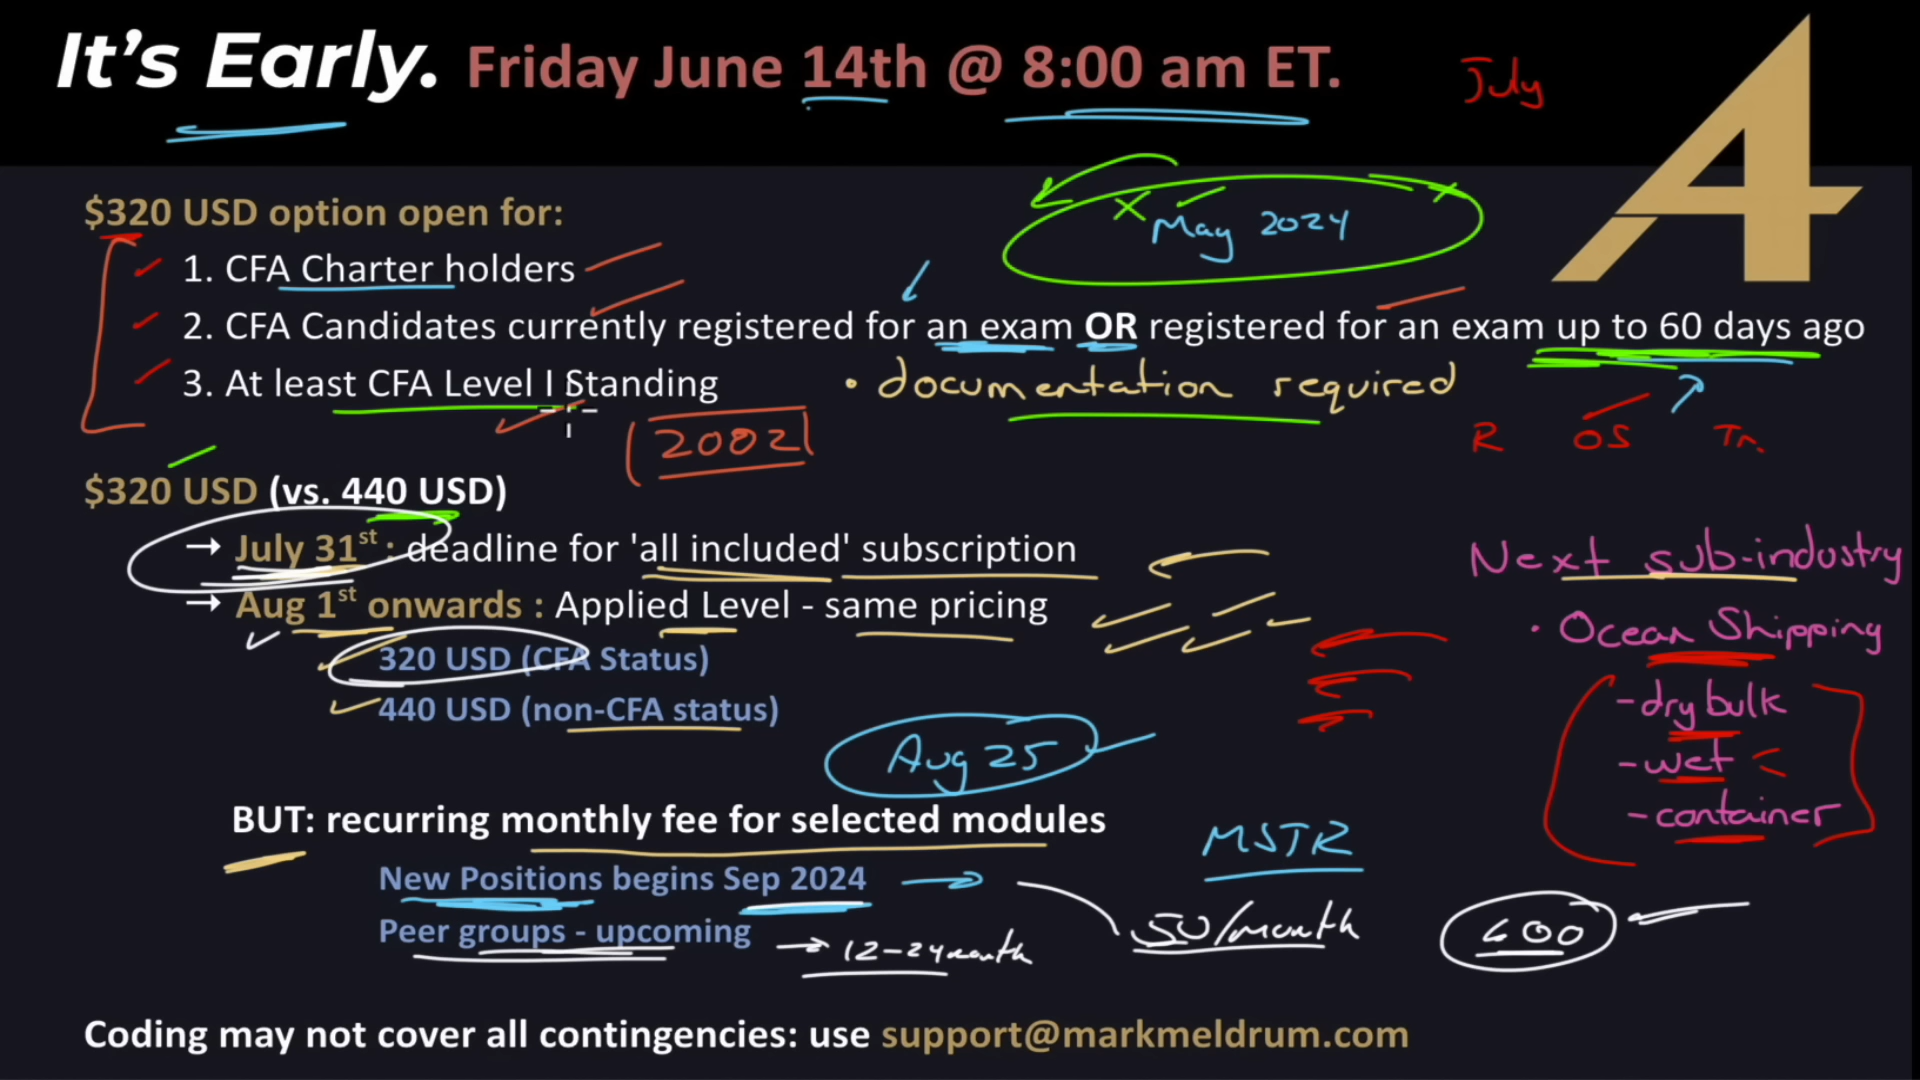 It's Early. Friday June 14th @ 8:00 am ET.
July
$320 USD option open for:
May 2024
1. CFA Charter holders
2. CFA Candidates currently registered for an exam OR registered for an exam up to 60 days ago
3. At least CFA Level I Standing
• documentation required
2002
R OS Tr.
$320 USD (vs. 440 USD)
→ July 31st : deadline for 'all included' subscription
Next sub-industry
→ Aug 1st onwards : Applied Level - same pricing
• Ocean Shipping
320 USD (CFA Status)
- dry bulk
440 USD (non-CFA status)
- wet
Aug 25
- container
BUT: recurring monthly fee for selected modules
MSTR
New Positions begins Sep 2024
Peer groups - upcoming
→ 12-24 month
50/month
600
Coding may not cover all contingencies: use support@markmeldrum.com